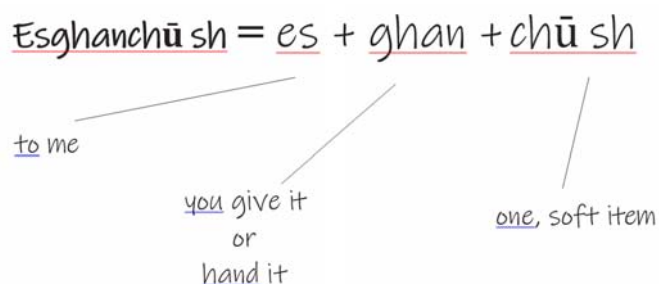 Esghanchū sh = es + ghan + chū sh
to me
you give it
or
hand it
one, soft item